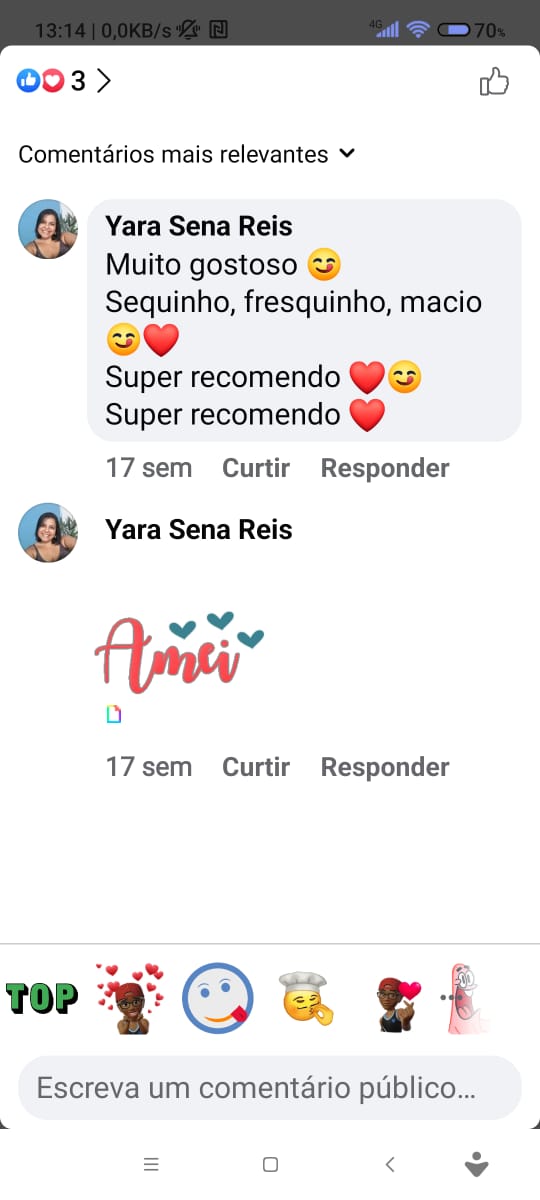 13:14 | 0,0KB/s
4G 70%
3
Comentários mais relevantes
Yara Sena Reis
Muito gostoso 😋
Sequinho, fresquinho, macio
😋❤️
Super recomendo ❤️😋
Super recomendo ❤️
17 sem Curtir Responder
Yara Sena Reis
Amei
17 sem Curtir Responder
TOP
Escreva um comentário público...